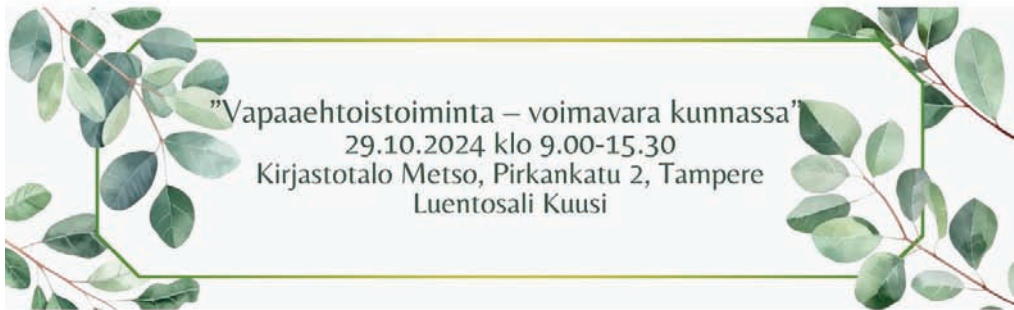 ”Vapaaehtoistoiminta – voimavara kunnassa”
29.10.2024 klo 9.00-15.30
Kirjastotalo Metso, Pirkankatu 2, Tampere
Luentosali Kuusi